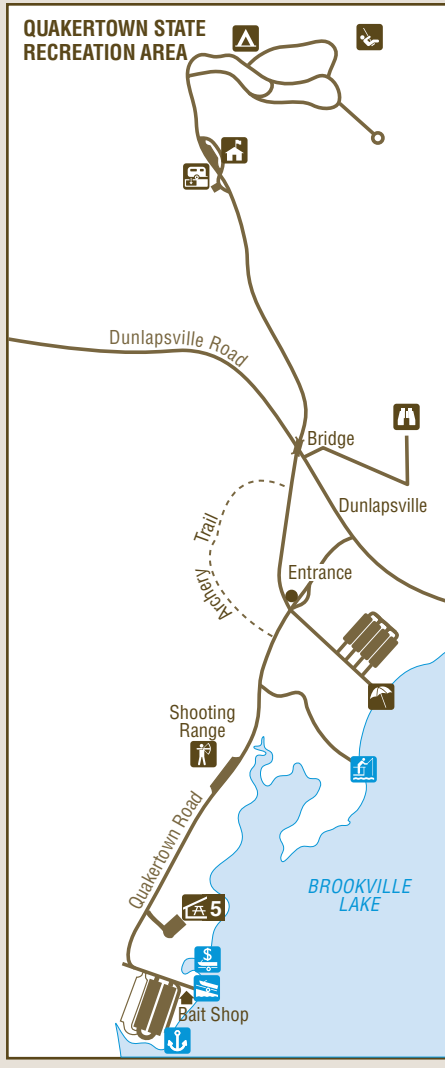 QUAKERTOWN STATE
RECREATION AREA
Dunlapsville Road
Bridge
Dunlapsville
Archery Trail
Entrance
Shooting
Range
Quakertown Road
5
BROOKVILLE
LAKE
$
Bait Shop